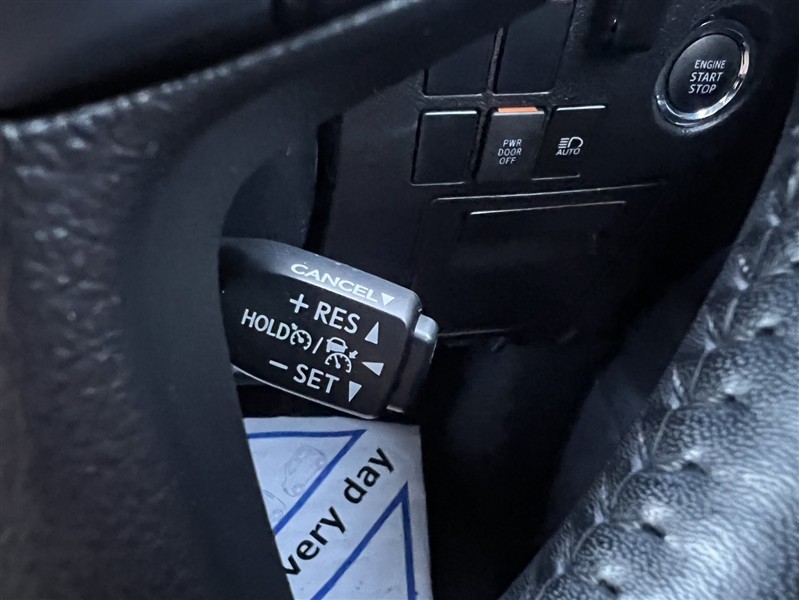 ENGINE
START
STOP
PWR
DOOR
OFF
AUTO
CANCEL▼
+ RES ▲
HOLD /
− SET ▼
very day